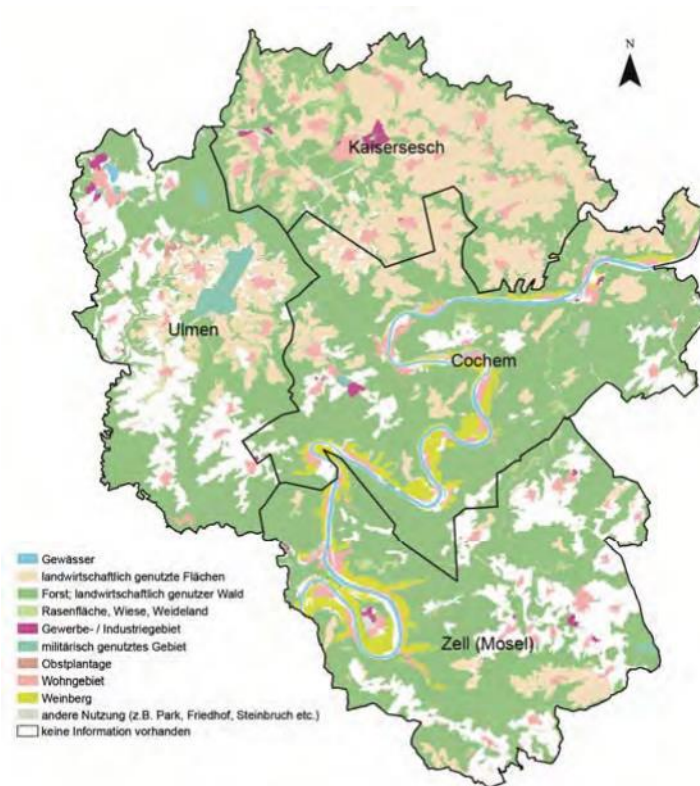 N
Kaisersesch
Ulmen
Cochem
Zell (Mosel)
Gewässer
landwirtschaftlich genutzte Flächen
Forst; landwirtschaftlich genutzer Wald
Rasenfläche, Wiese, Weideland
Gewerbe- / Industriegebiet
militärisch genutztes Gebiet
Obstplantage
Wohngebiet
Weinberg
andere Nutzung (z.B. Park, Friedhof, Steinbruch etc.)
keine Information vorhanden